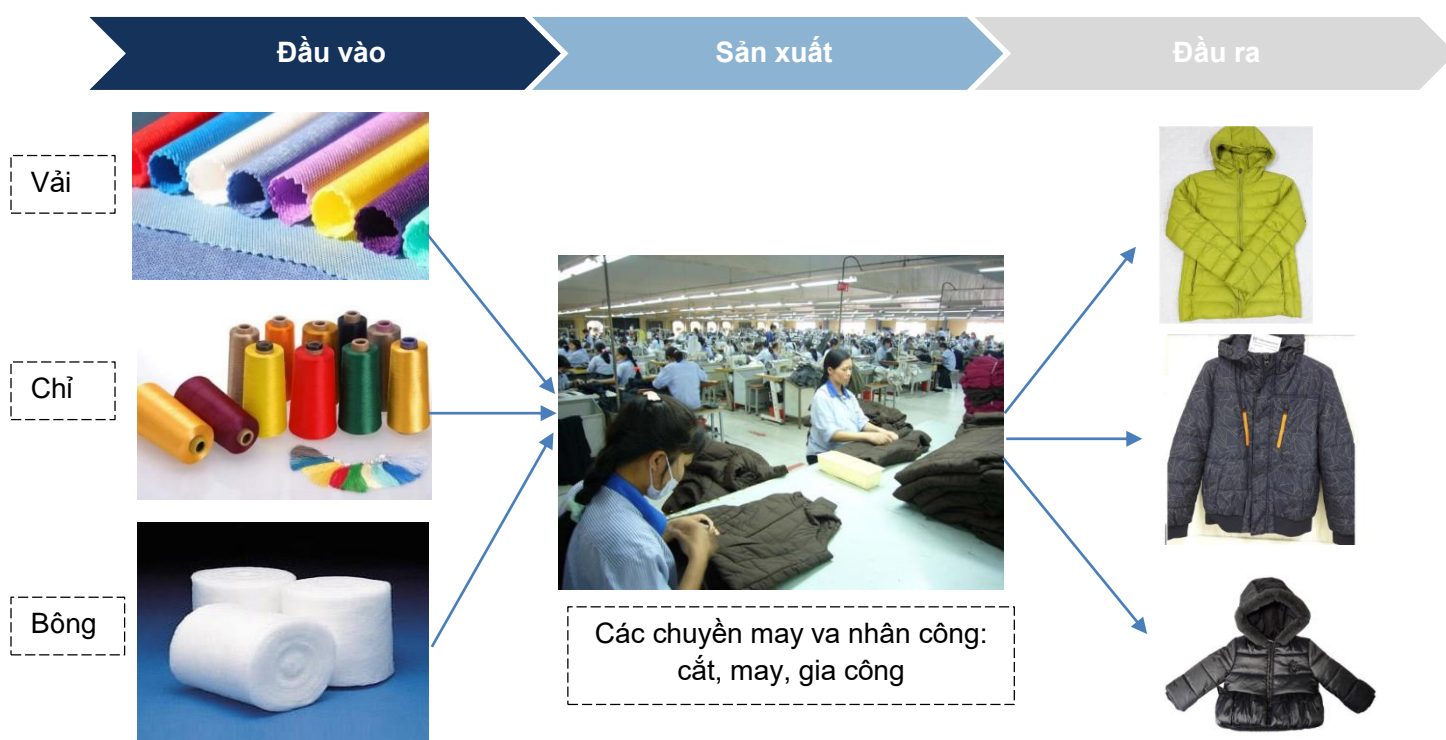 Đầu vào
Sản xuất
Đầu ra
Vải
Chỉ
Bông
Các chuyền may va nhân công:
cắt, may, gia công